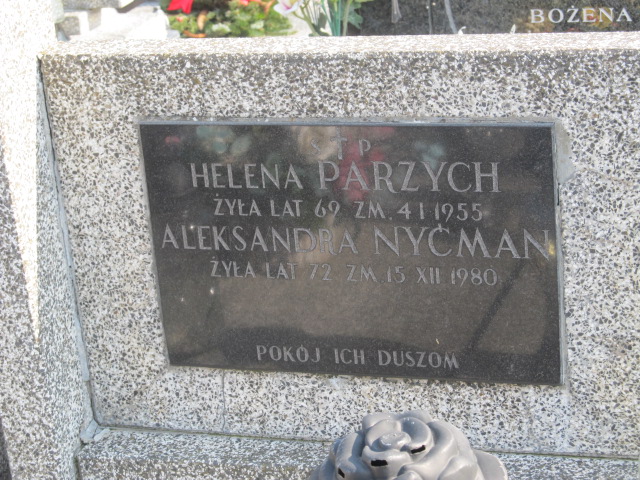 BOŻENA
Ś T P
HELENA PARZYCH
ŻYŁA LAT 69 ZM. 4 I 1955
ALEKSANDRA NYCMAN
ŻYŁA LAT 72 ZM. 15 XII 1980
POKÓJ ICH DUSZOM